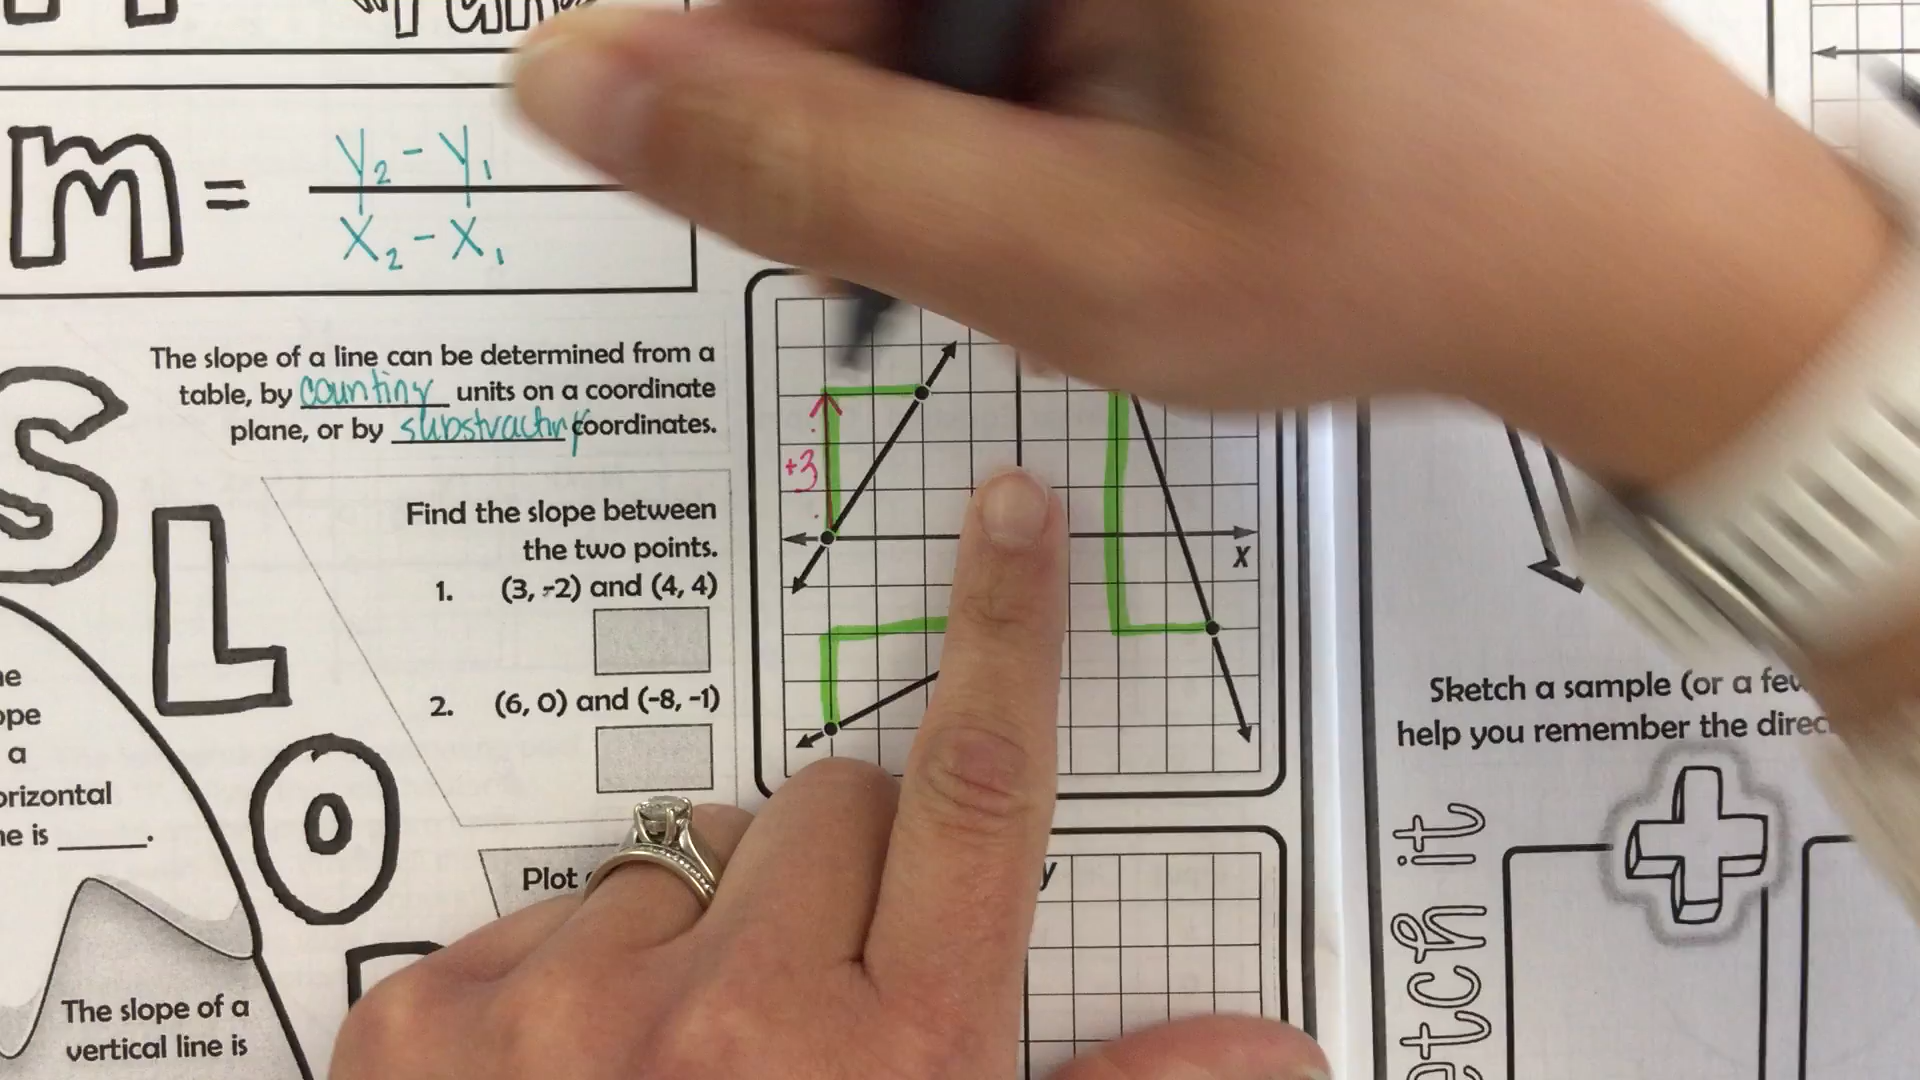 m = y₂ - y₁
x₂ - x₁
The slope of a line can be determined from a
table, by counting units on a coordinate
plane, or by substracting coordinates.
+3
Find the slope between
the two points.
1. (3, -2) and (4, 4)
2. (6, 0) and (-8, -1)
x
S
L
O
a
ne is ______.
Plot
y
The slope of a
vertical line is
Sketch a sample (or a few
help you remember the direc
etch it
+